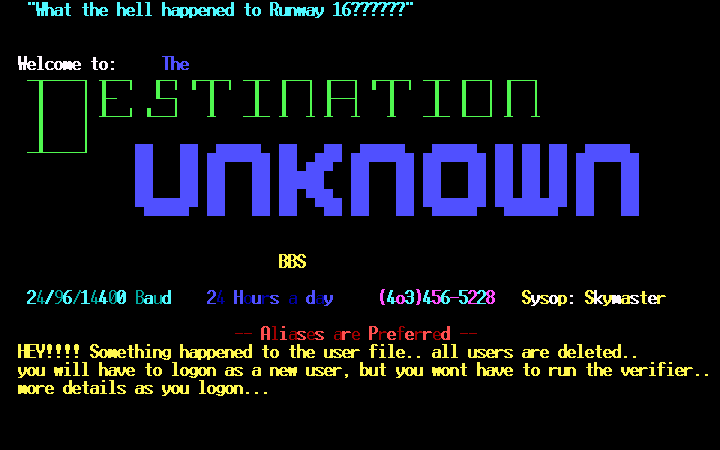 "What the hell happened to Runway 16??????"
Welcome to: The
DESTINATION
UNKNOWN
BBS
24/96/14400 Baud 24 Hours a day (4o3)456-5228 Sysop: Skymaster
-- Aliases are Preferred --
HEY!!!! Something happened to the user file.. all users are deleted..
you will have to logon as a new user, but you wont have to run the verifier..
more details as you logon...